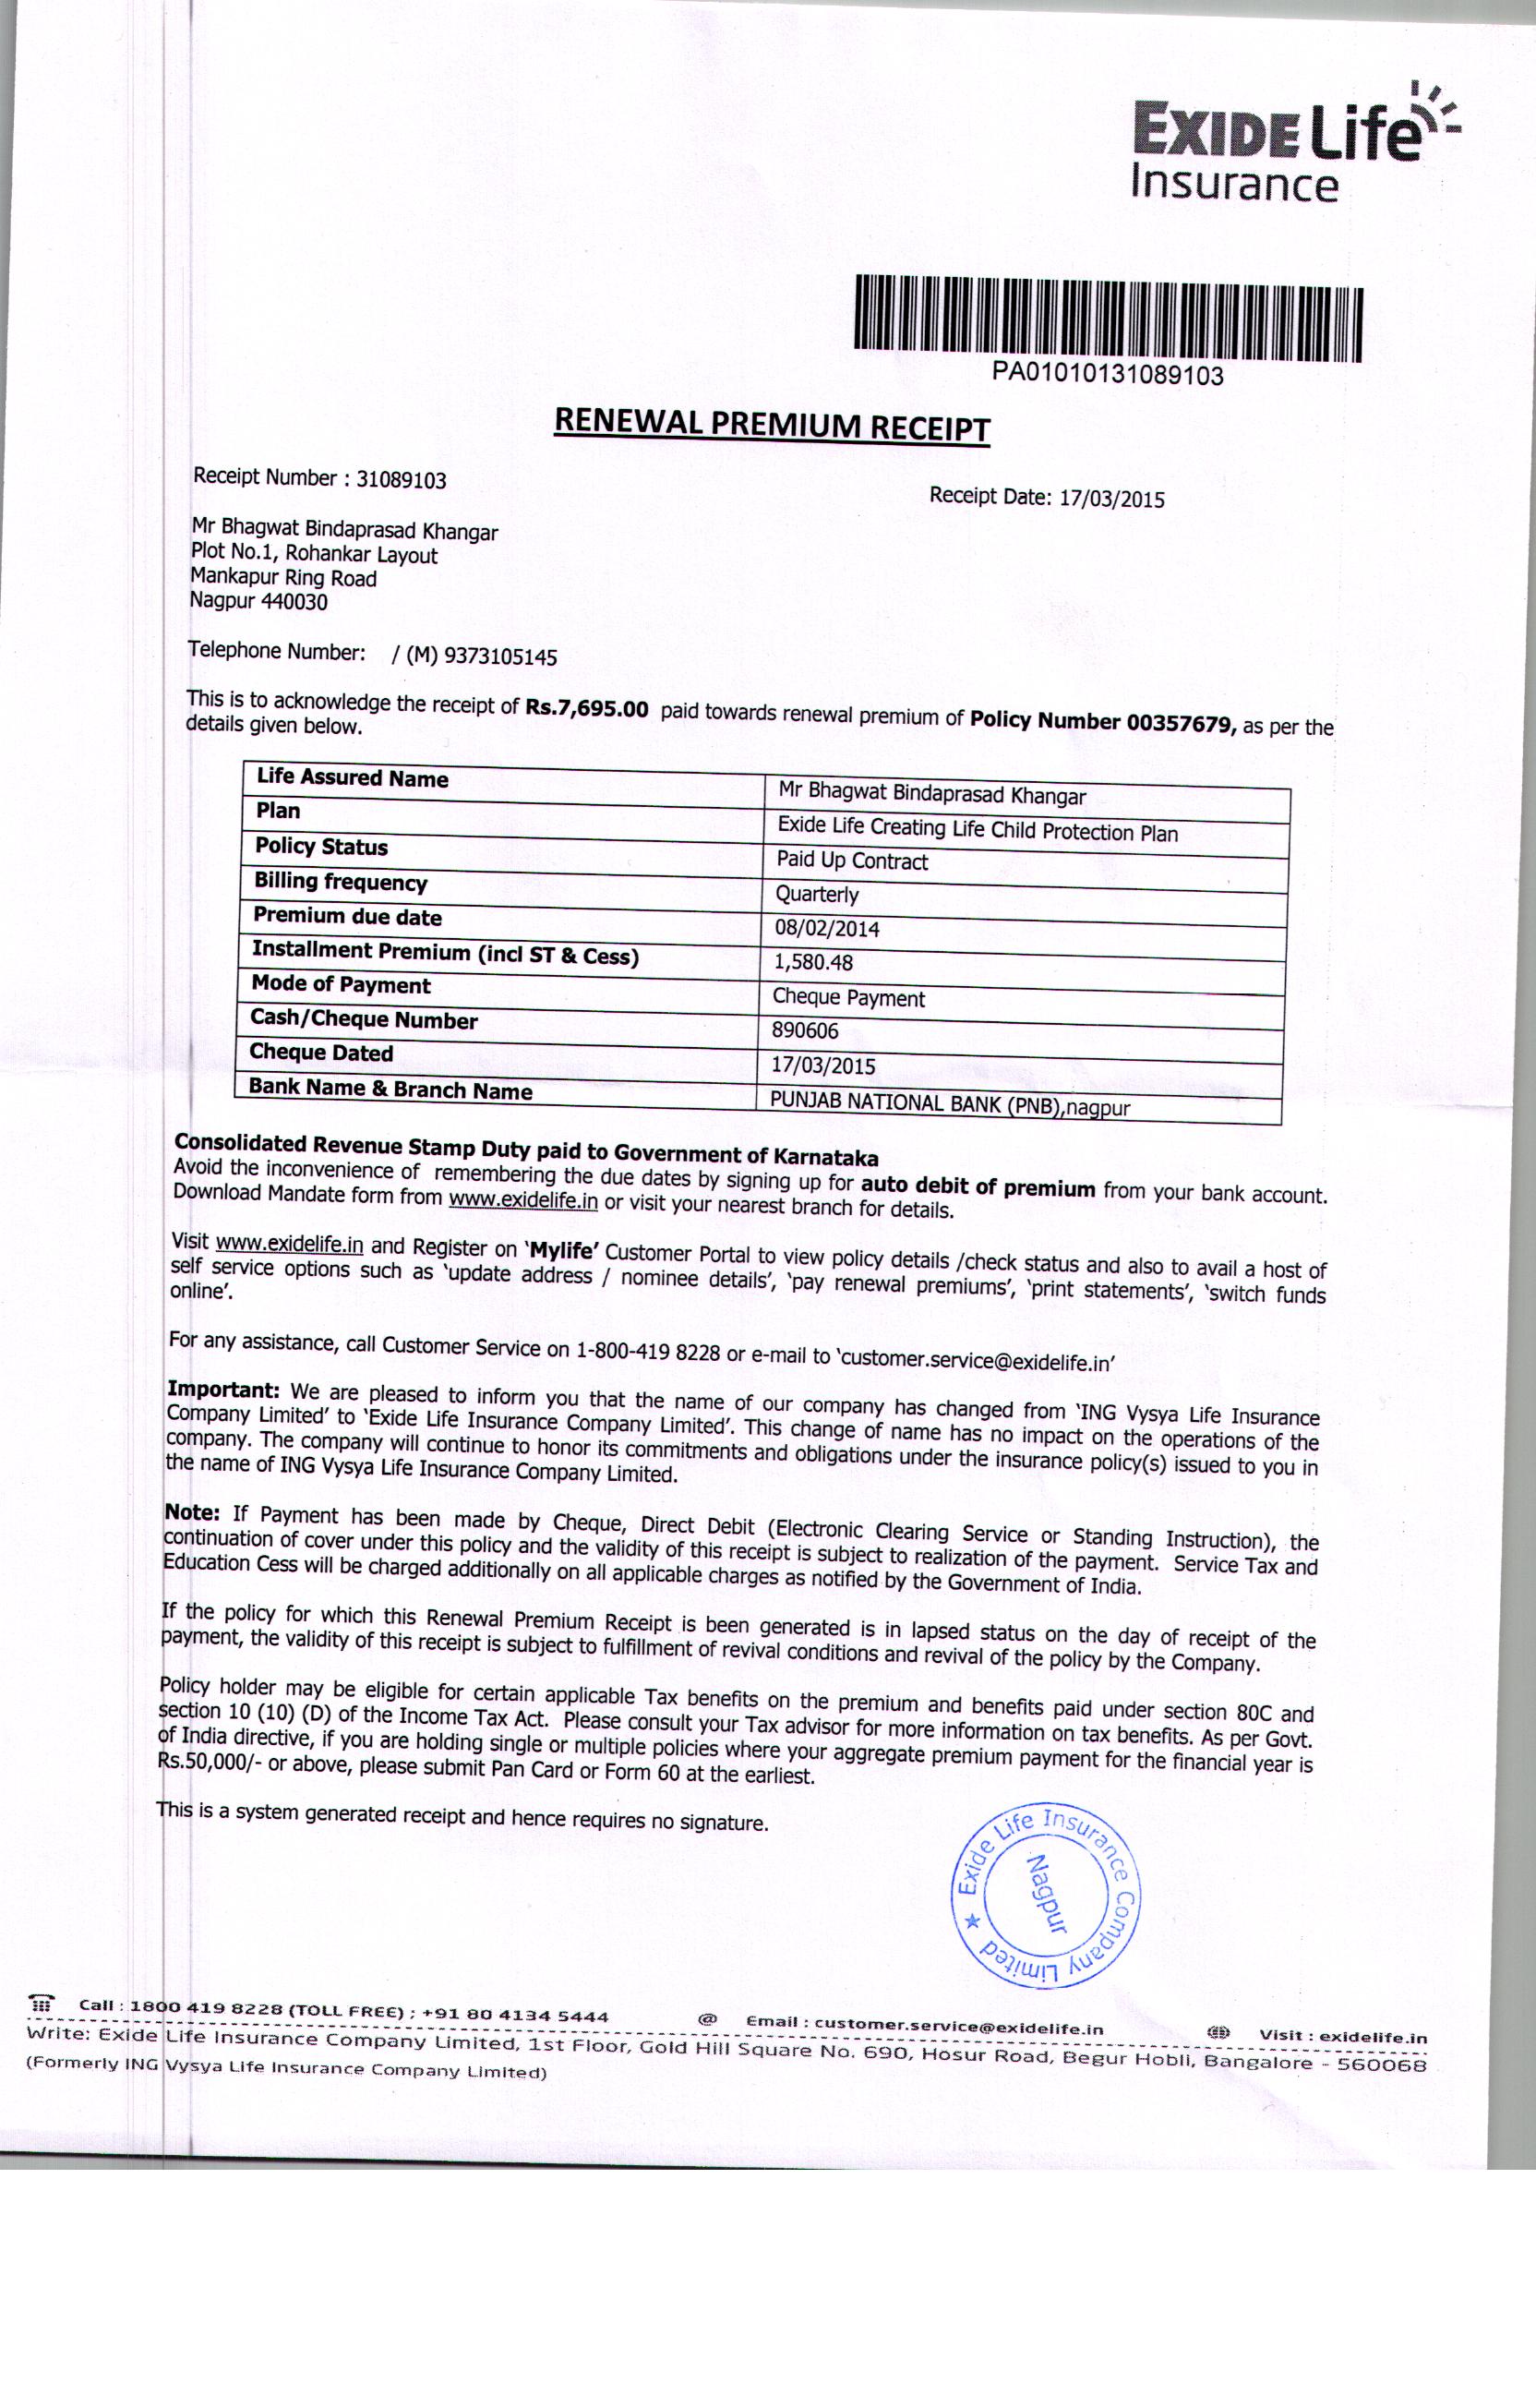 EXIDE Life
Insurance
PA01010131089103
RENEWAL PREMIUM RECEIPT
Receipt Number : 31089103
Receipt Date: 17/03/2015
Mr Bhagwat Bindaprasad Khangar
Plot No.1, Rohankar Layout
Mankapur Ring Road
Nagpur 440030
Telephone Number: / (M) 9373105145
This is to acknowledge the receipt of Rs.7,695.00 paid towards renewal premium of Policy Number 00357679, as per the
details given below.
Life Assured Name Mr Bhagwat Bindaprasad Khangar
Plan Exide Life Creating Life Child Protection Plan
Policy Status Paid Up Contract
Billing frequency Quarterly
Premium due date 08/02/2014
Installment Premium (incl ST & Cess) 1,580.48
Mode of Payment Cheque Payment
Cash/Cheque Number 890606
Cheque Dated 17/03/2015
Bank Name & Branch Name PUNJAB NATIONAL BANK (PNB),nagpur
Consolidated Revenue Stamp Duty paid to Government of Karnataka
Avoid the inconvenience of remembering the due dates by signing up for auto debit of premium from your bank account.
Download Mandate form from www.exidelife.in or visit your nearest branch for details.
Visit www.exidelife.in and Register on ‘Mylife’ Customer Portal to view policy details /check status and also to avail a host of
self service options such as ‘update address / nominee details’, ‘pay renewal premiums’, ‘print statements’, ‘switch funds
online’.
For any assistance, call Customer Service on 1-800-419 8228 or e-mail to ‘customer.service@exidelife.in’
Important: We are pleased to inform you that the name of our company has changed from ‘ING Vysya Life Insurance
Company Limited’ to ‘Exide Life Insurance Company Limited’. This change of name has no impact on the operations of the
company. The company will continue to honor its commitments and obligations under the insurance policy(s) issued to you in
the name of ING Vysya Life Insurance Company Limited.
Note: If Payment has been made by Cheque, Direct Debit (Electronic Clearing Service or Standing Instruction), the
continuation of cover under this policy and the validity of this receipt is subject to realization of the payment. Service Tax and
Education Cess will be charged additionally on all applicable charges as notified by the Government of India.
If the policy for which this Renewal Premium Receipt is been generated is in lapsed status on the day of receipt of the
payment, the validity of this receipt is subject to fulfillment of revival conditions and revival of the policy by the Company.
Policy holder may be eligible for certain applicable Tax benefits on the premium and benefits paid under section 80C and
section 10 (10) (D) of the Income Tax Act. Please consult your Tax advisor for more information on tax benefits. As per Govt.
of India directive, if you are holding single or multiple policies where your aggregate premium payment for the financial year is
Rs.50,000/- or above, please submit Pan Card or Form 60 at the earliest.
This is a system generated receipt and hence requires no signature.
★ Exide Life Insurance Company Limited
Nagpur
Call : 1800 419 8228 (TOLL FREE) ; +91 80 4134 5444 @ Email : customer.service@exidelife.in Visit : exidelife.in
Write: Exide Life Insurance Company Limited, 1st Floor, Gold Hill Square No. 690, Hosur Road, Begur Hobli, Bangalore - 560068
(Formerly ING Vysya Life Insurance Company Limited)